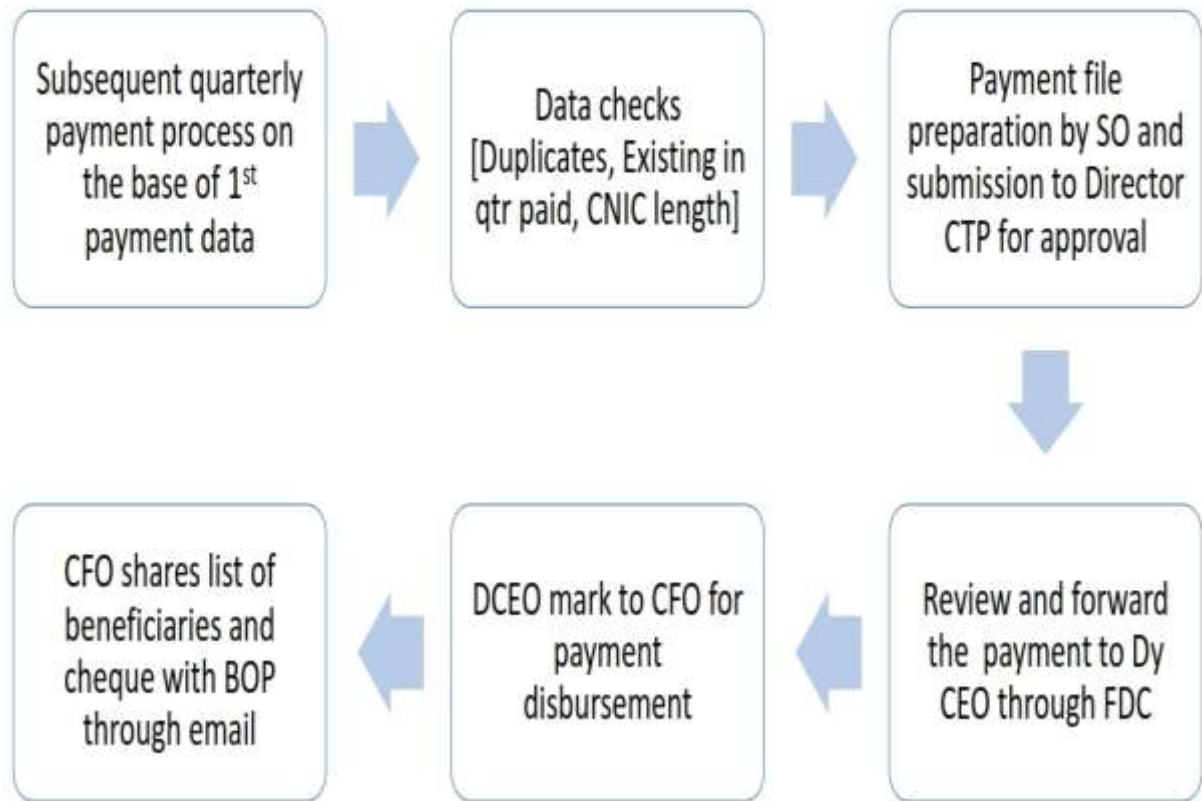 Subsequent quarterly
payment process on
the base of 1st
payment data
Data checks
[Duplicates, Existing in
qtr paid, CNIC length]
Payment file
preparation by SO and
submission to Director
CTP for approval
Review and forward
the payment to Dy
CEO through FDC
DCEO mark to CFO for
payment
disbursement
CFO shares list of
beneficiaries and
cheque with BOP
through email